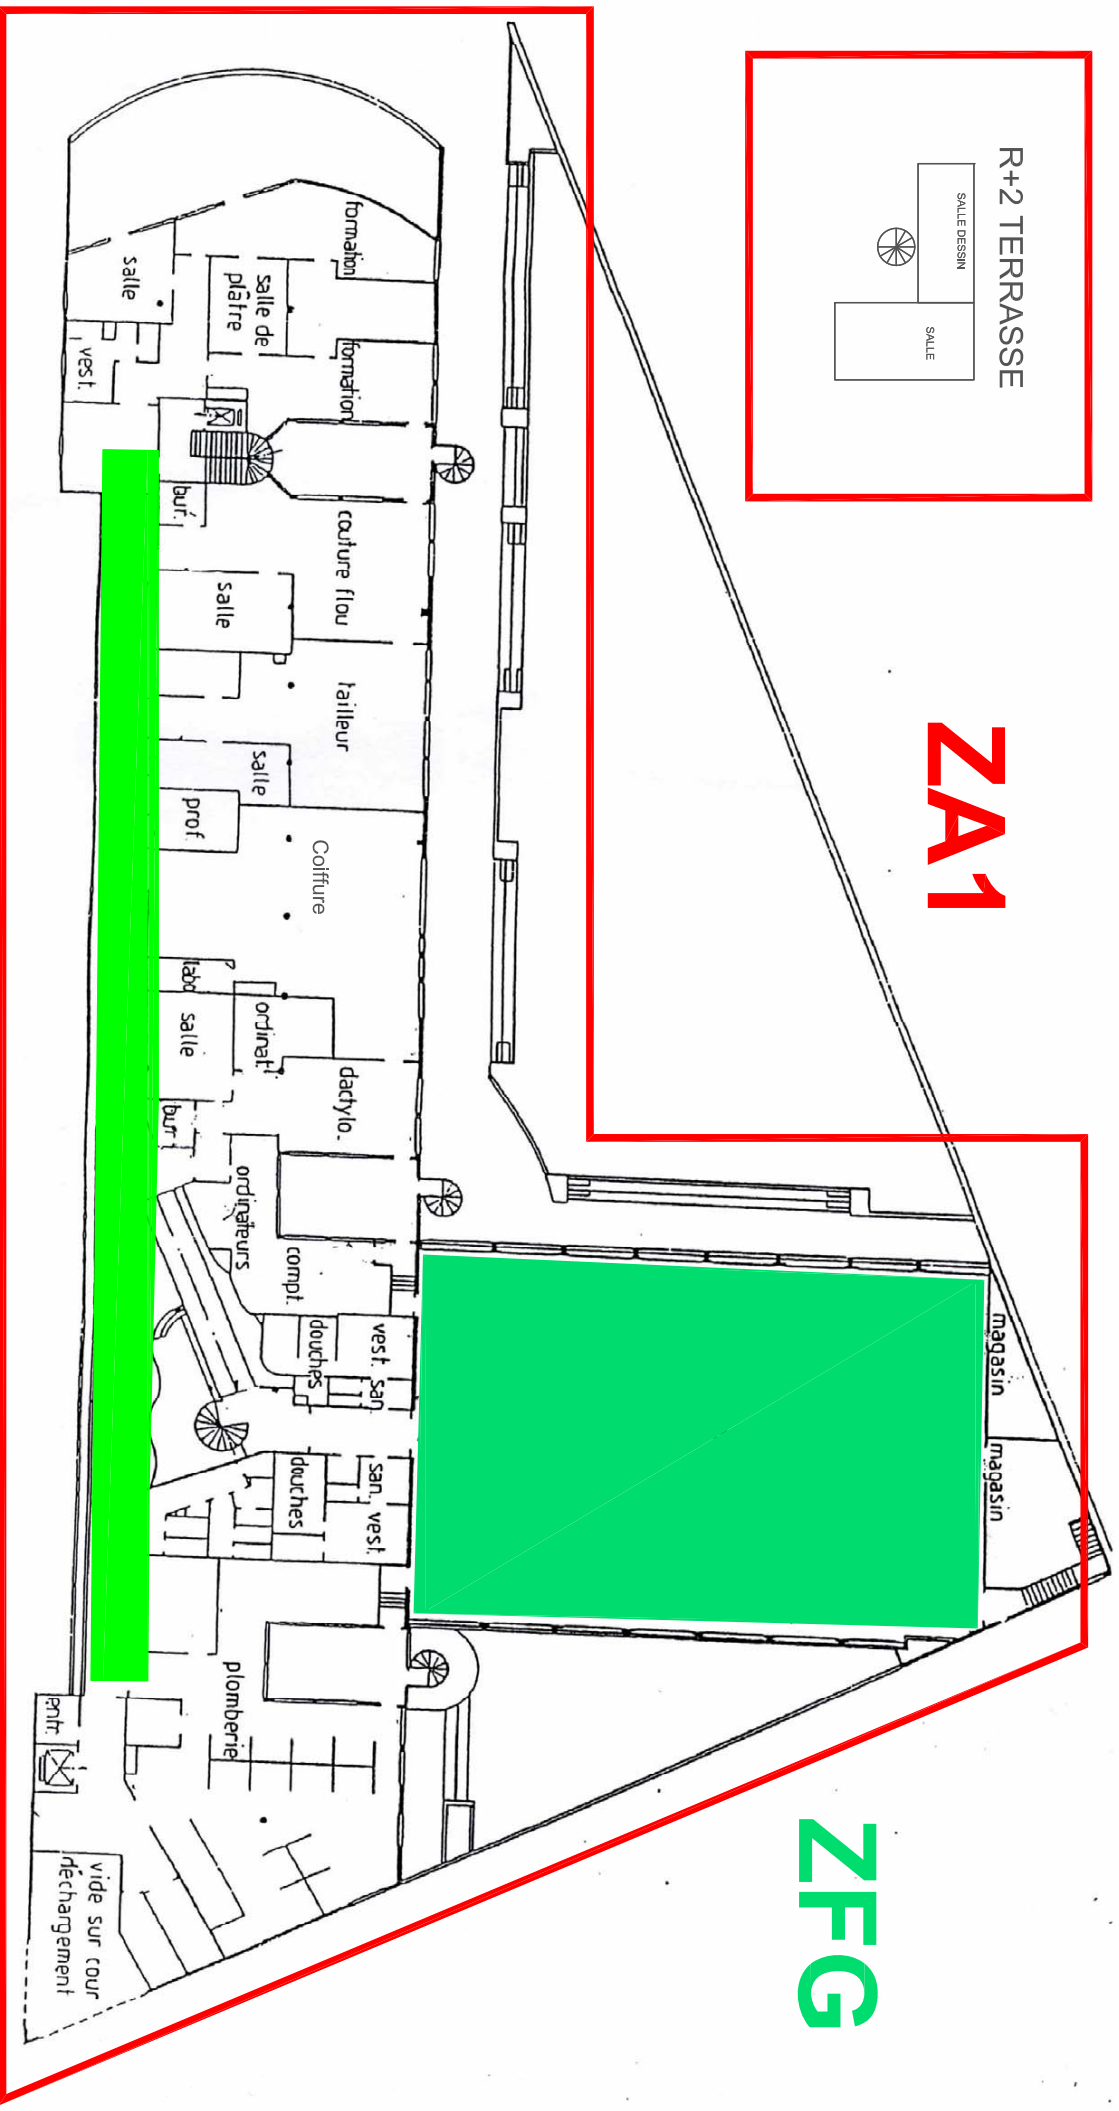 R+2 TERRASSE
SALLE DESSIN
SALLE
ZA1
ZFG
formation
salle de
plâtre
salle
vest.
formation
bur.
couture flou
salle
tailleur
salle
prof.
Coiffure
labo
salle
ordinat
dactylo.
bur
ordinateurs
compt.
vest.
douches
san
san.
douches
vest.
magasin
magasin
plomberie
entr.
vide sur cour
déchargement